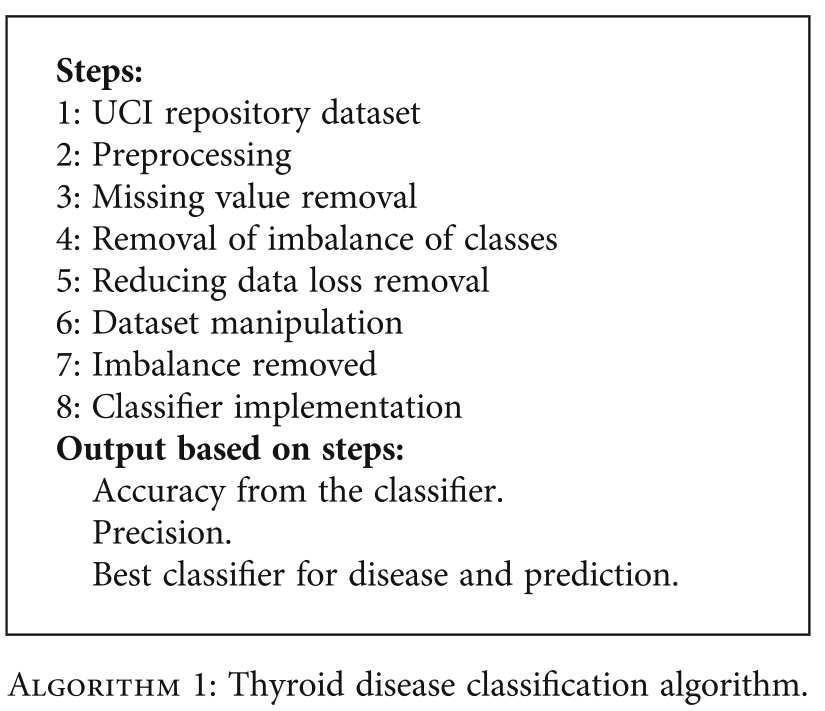 Steps:
1: UCI repository dataset
2: Preprocessing
3: Missing value removal
4: Removal of imbalance of classes
5: Reducing data loss removal
6: Dataset manipulation
7: Imbalance removed
8: Classifier implementation
Output based on steps:
Accuracy from the classifier.
Precision.
Best classifier for disease and prediction.
ALGORITHM 1: Thyroid disease classification algorithm.